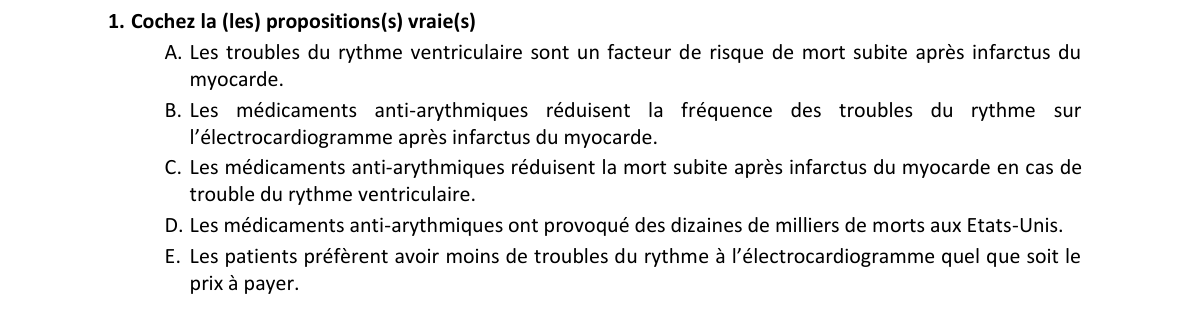 1. Cochez la (les) propositions(s) vraie(s)
A. Les troubles du rythme ventriculaire sont un facteur de risque de mort subite après infarctus du
myocarde.
B. Les médicaments anti-arythmiques réduisent la fréquence des troubles du rythme sur
l’électrocardiogramme après infarctus du myocarde.
C. Les médicaments anti-arythmiques réduisent la mort subite après infarctus du myocarde en cas de
trouble du rythme ventriculaire.
D. Les médicaments anti-arythmiques ont provoqué des dizaines de milliers de morts aux Etats-Unis.
E. Les patients préfèrent avoir moins de troubles du rythme à l’électrocardiogramme quel que soit le
prix à payer.